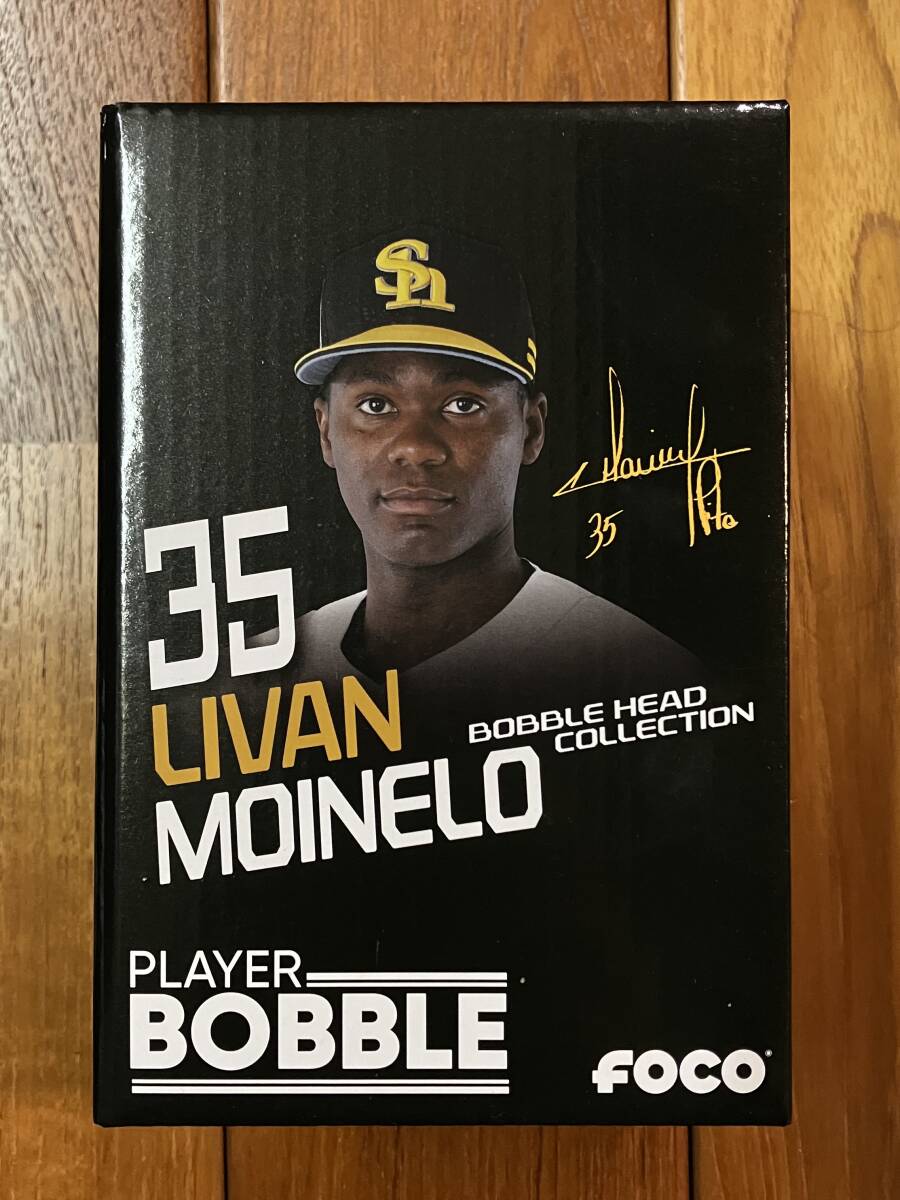 Sh
35
35
LIVAN
MOINELO
BOBBLE HEAD
COLLECTION
PLAYER
BOBBLE
FOCO